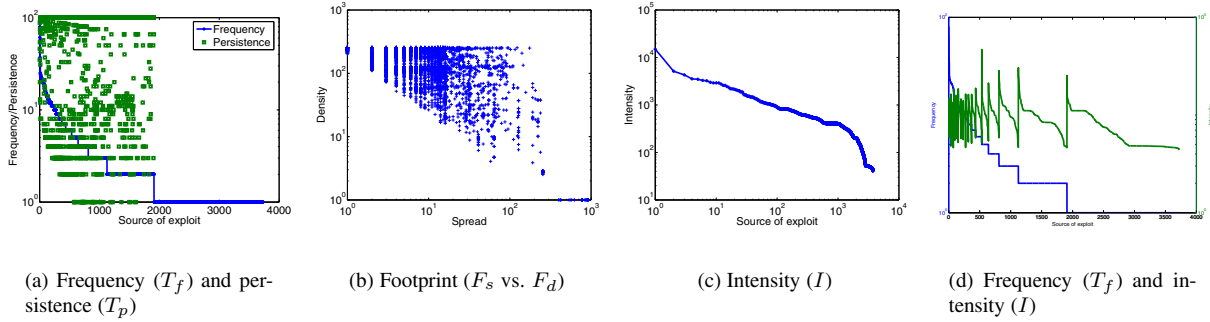 10^2
10^1
10^0
Frequency/Persistence
Frequency
Persistence
0 1000 2000 3000 4000
Source of exploit
10^3
10^2
10^1
10^0
Density
10^0 10^1 10^2 10^3
Spread
10^5
10^4
10^3
10^2
10^1
Intensity
10^0 10^1 10^2 10^3 10^4
Source of exploit
Frequency
0 500 1000 1500 2000 2500 3000 3500 4000
Source of exploit
(a) Frequency (T_f) and per-
sistence (T_p)
(b) Footprint (F_s vs. F_d)
(c) Intensity (I)
(d) Frequency (T_f) and in-
tensity (I)